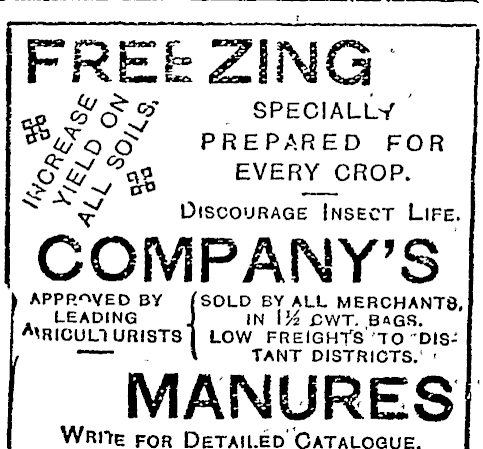 FREEZING
INCREASE
YIELD ON
ALL SOILS.
SPECIALLY
PREPARED FOR
EVERY CROP.
DISCOURAGE INSECT LIFE.
COMPANY'S
APPROVED BY
LEADING
AGRICULTURISTS
SOLD BY ALL MERCHANTS,
IN 1½ CWT. BAGS.
LOW FREIGHTS TO DIS-
TANT DISTRICTS.
MANURES
WRITE FOR DETAILED CATALOGUE.